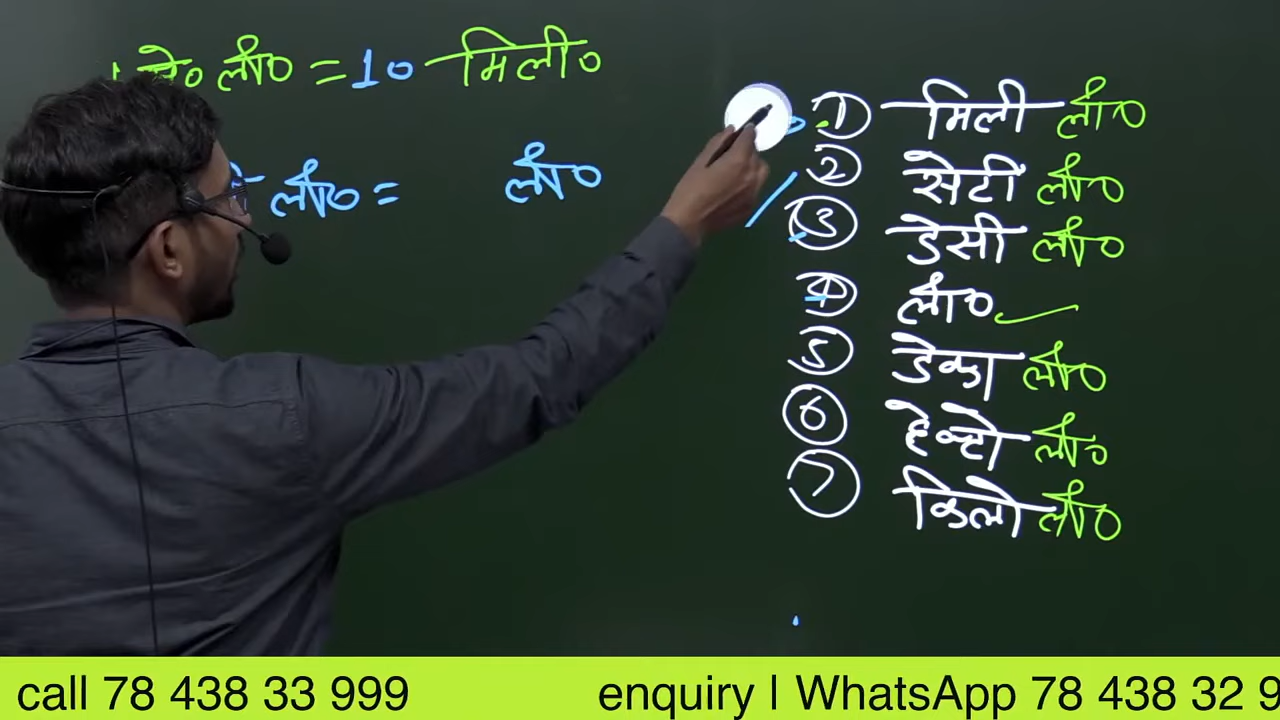 ली० = 10 मिली०
ली० = ली०
① मिली ली०
② सेटीं ली०
③ डेसी ली०
④ ली०
⑤ डेका ली०
⑥ हेक्टो ली०
⑦ किलो ली०
call 78 438 33 999 enquiry I WhatsApp 78 438 32 9